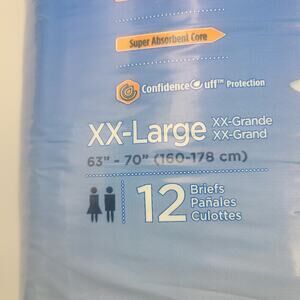 Super Absorbent Core
Confidence Cuff™ Protection
XX-Large XX-Grande
XX-Grand
63" - 70" (160-178 cm)
12 Briefs
Pañales
Culottes